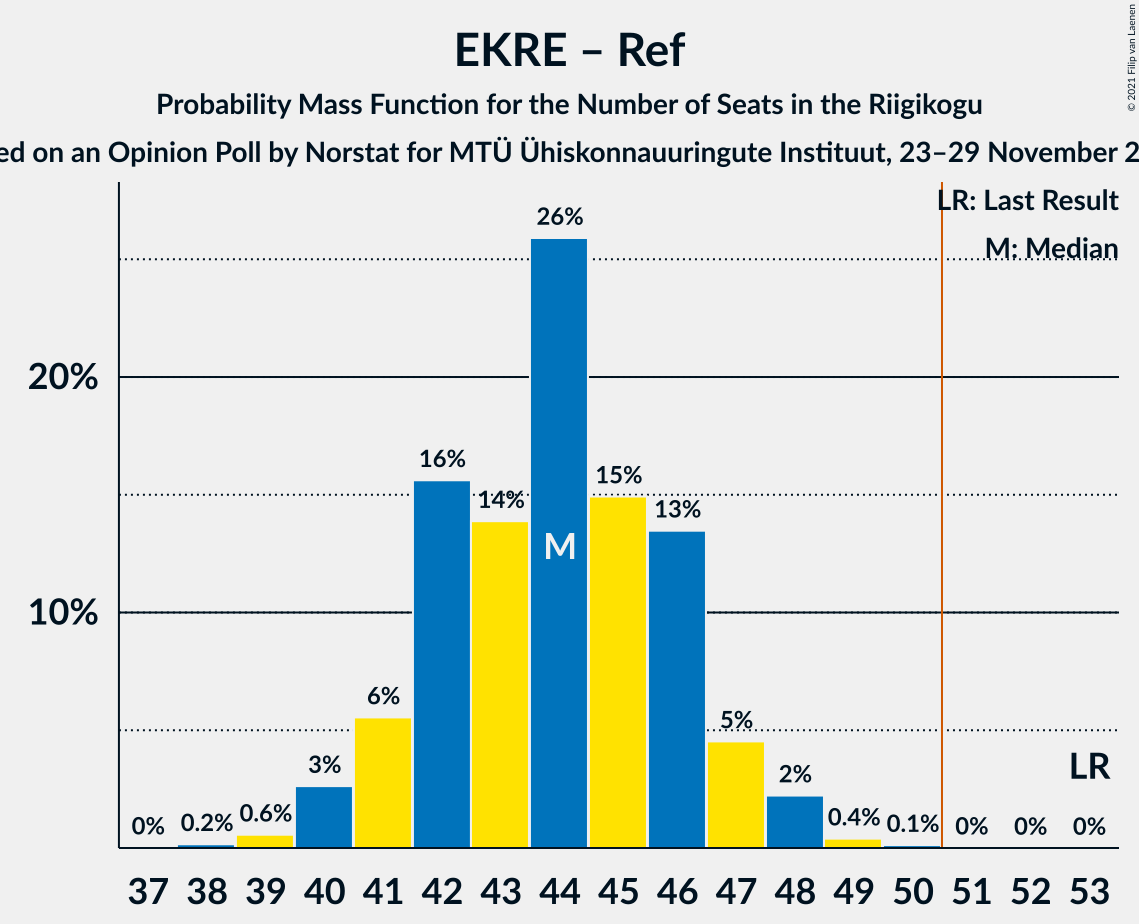 EKRE – Ref
Probability Mass Function for the Number of Seats in the Riigikogu
ed on an Opinion Poll by Norstat for MTÜ Ühiskonnauuringute Instituut, 23–29 November 2
© 2021 Filip van Laenen
LR: Last Result
M: Median
26%
20%
16%
15%
14%
13%
M
10%
6%
5%
3%
2%
LR
0% 0.2% 0.6% 0.4% 0.1% 0% 0% 0%
37 38 39 40 41 42 43 44 45 46 47 48 49 50 51 52 53